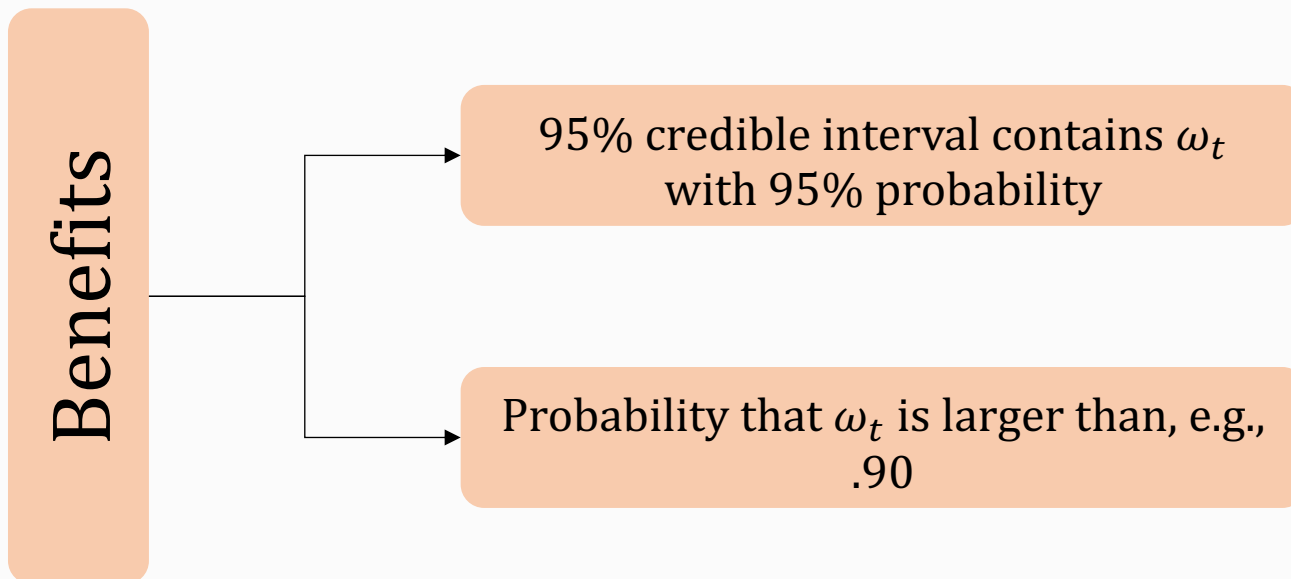 Benefits
95% credible interval contains ωₜ
with 95% probability
Probability that ωₜ is larger than, e.g.,
.90